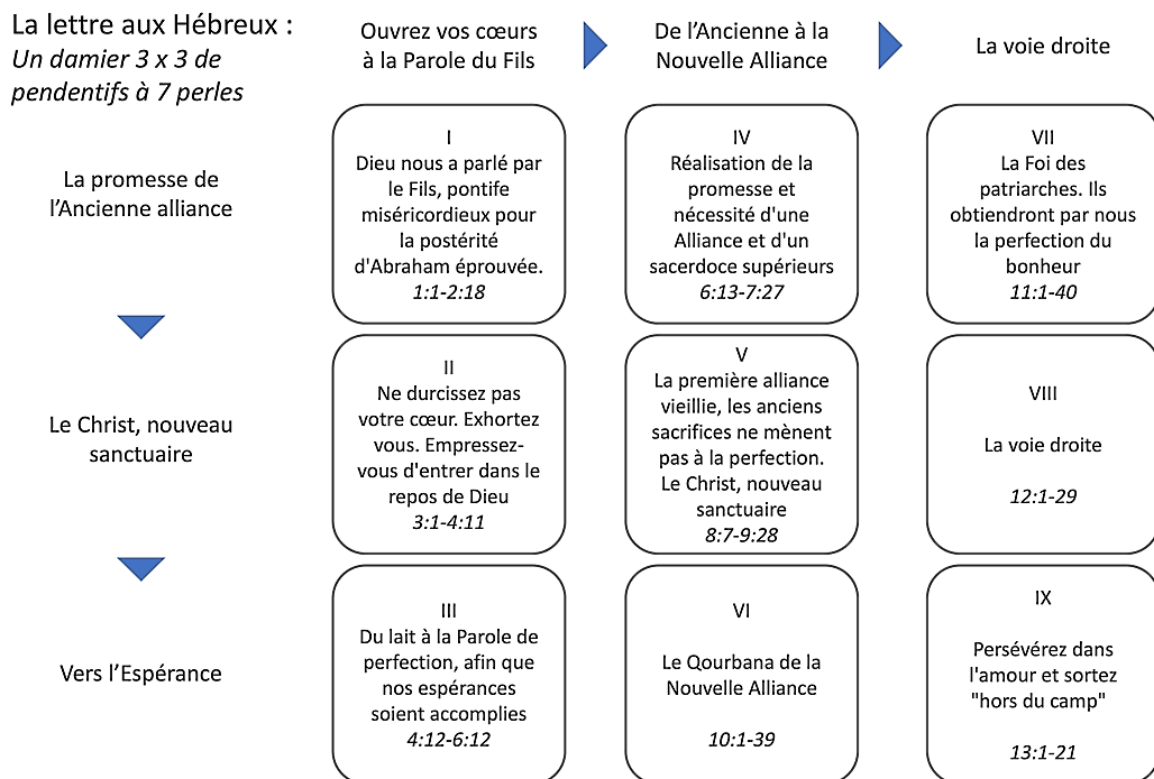 La lettre aux Hébreux :
Un damier 3 x 3 de
pendentifs à 7 perles
Ouvrez vos cœurs
à la Parole du Fils
De l'Ancienne à la
Nouvelle Alliance
La voie droite
La promesse de
l'Ancienne alliance
I
Dieu nous a parlé par
le Fils, pontife
miséricordieux pour
la postérité
d'Abraham éprouvée.
1:1-2:18
IV
Réalisation de la
promesse et
nécessité d'une
Alliance et d'un
sacerdoce supérieurs
6:13-7:27
VII
La Foi des
patriarches. Ils
obtiendront par nous
la perfection du
bonheur
11:1-40
Le Christ, nouveau
sanctuaire
II
Ne durcissez pas
votre cœur. Exhortez
vous. Empressez-
vous d'entrer dans le
repos de Dieu
3:1-4:11
V
La première alliance
vieillie, les anciens
sacrifices ne mènent
pas à la perfection.
Le Christ, nouveau
sanctuaire
8:7-9:28
VIII
La voie droite
12:1-29
Vers l'Espérance
III
Du lait à la Parole de
perfection, afin que
nos espérances
soient accomplies
4:12-6:12
VI
Le Qourbana de la
Nouvelle Alliance
10:1-39
IX
Persévérez dans
l'amour et sortez
"hors du camp"
13:1-21